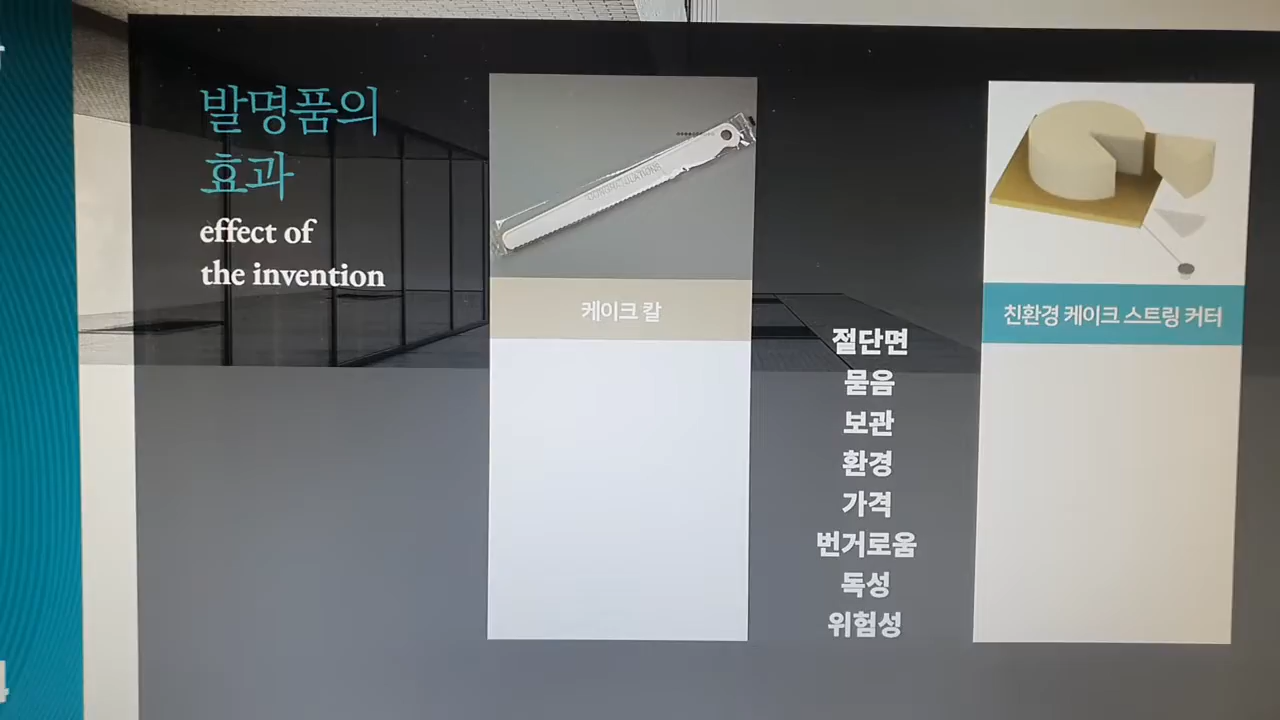 발명품의
효과
effect of
the invention
CONGRATULATIONS
케이크 칼
절단면
묻음
보관
환경
가격
번거로움
독성
위험성
친환경 케이크 스트링 커터